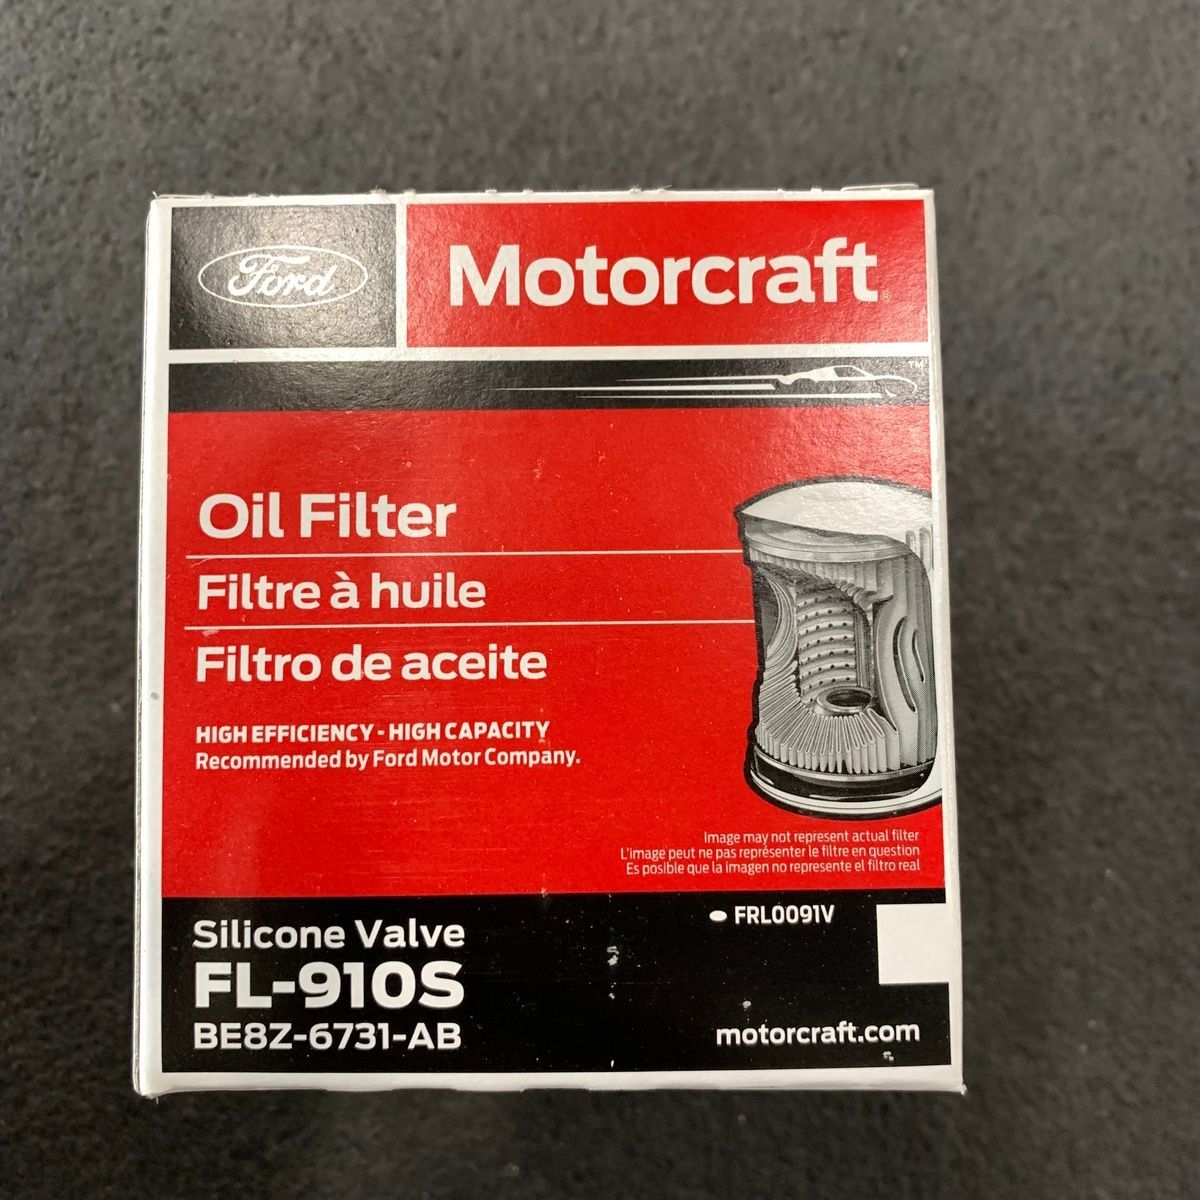 Ford
Motorcraft®
Oil Filter
Filtre à huile
Filtro de aceite
HIGH EFFICIENCY - HIGH CAPACITY
Recommended by Ford Motor Company.
Image may not represent actual filter
L'image peut ne pas représenter le filtre en question
Es posible que la imagen no represente el filtro real
FRL0091V
Silicone Valve
FL-910S
BE8Z-6731-AB
motorcraft.com